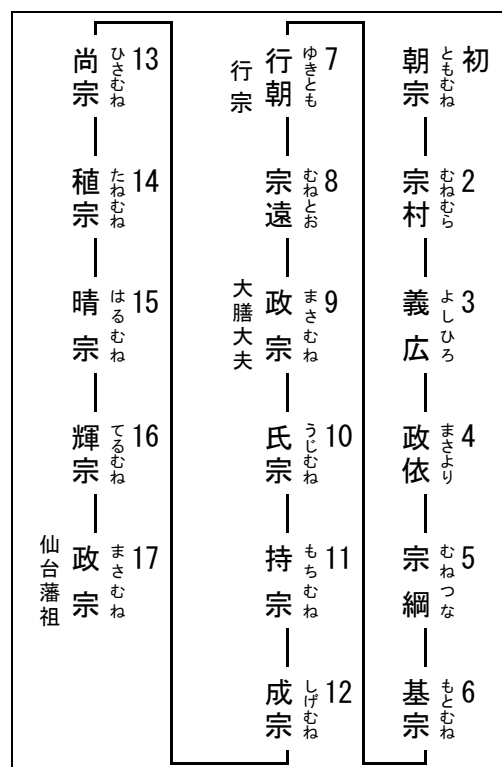 初
ともむね
朝宗
2
むねむら
宗村
3
よしひろ
義広
4
まさより
政依
5
むねつな
宗綱
6
もとむね
基宗
7
ゆきとも
行朝
行宗
8
むねとお
宗遠
9
まさむね
政宗
大膳大夫
10
うじむね
氏宗
11
もちむね
持宗
12
しげむね
成宗
13
ひさむね
尚宗
14
たねむね
稙宗
15
はるむね
晴宗
16
てるむね
輝宗
17
まさむね
政宗
仙台藩祖